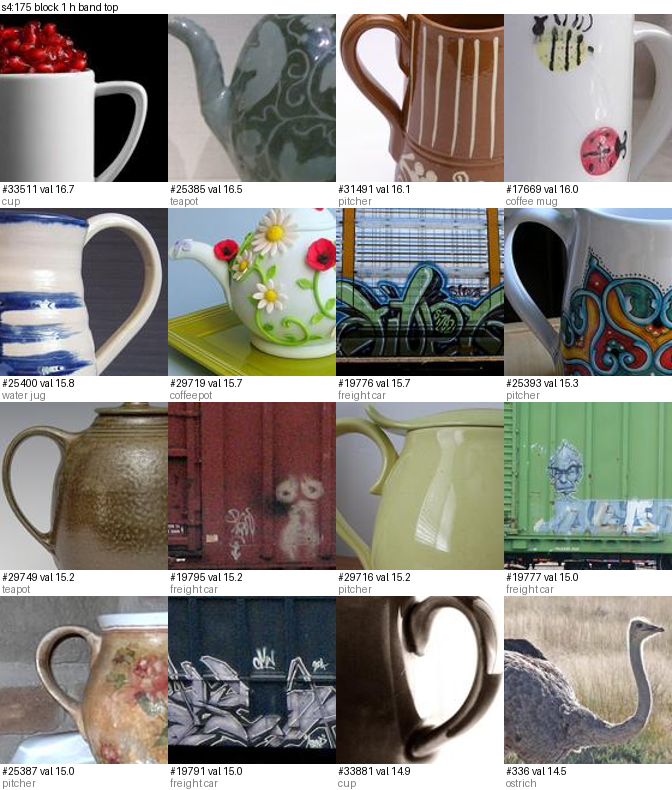 s4:175 block 1 h band top
#33511 val 16.7
cup
#25385 val 16.5
teapot
#31491 val 16.1
pitcher
#17669 val 16.0
coffee mug
#25400 val 15.8
water jug
#29719 val 15.7
coffeepot
#19776 val 15.7
freight car
#25393 val 15.3
pitcher
#29749 val 15.2
teapot
#19795 val 15.2
freight car
#29716 val 15.2
pitcher
#19777 val 15.0
freight car
#25387 val 15.0
pitcher
#19791 val 15.0
freight car
#33881 val 14.9
cup
#336 val 14.5
ostrich